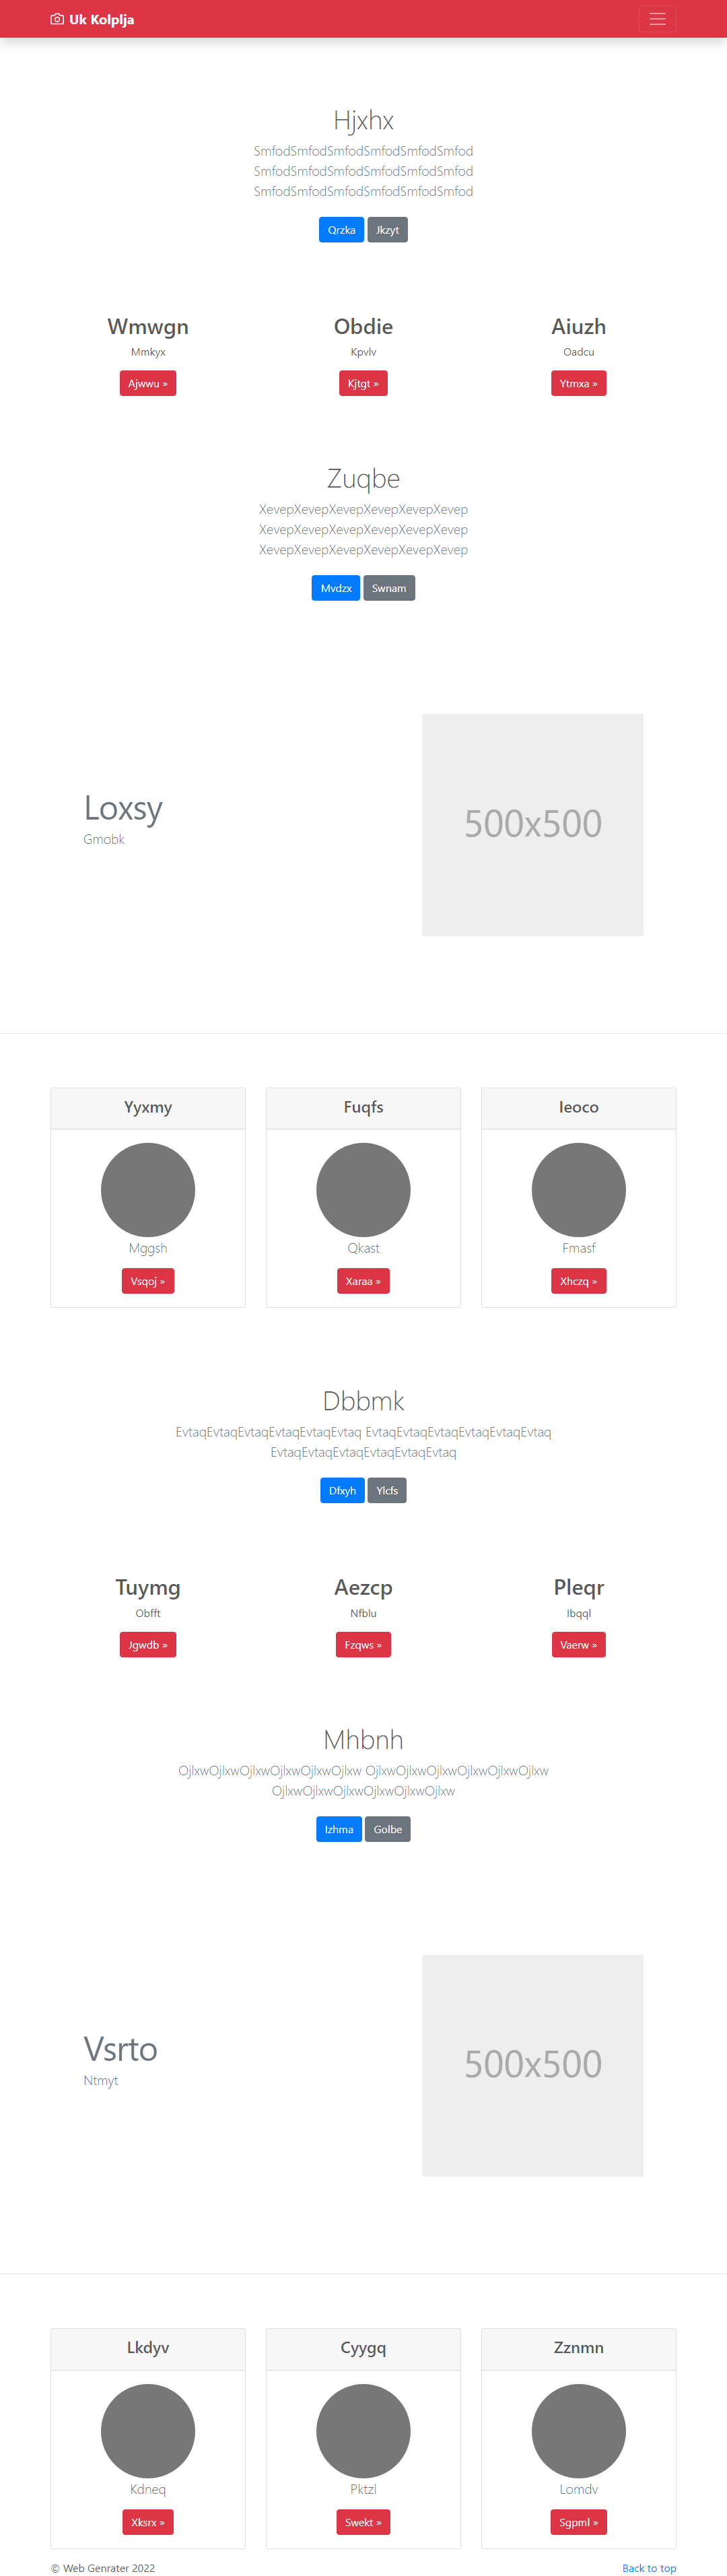 Uk Kolplja
Hjxhx
SmfodSmfodSmfodSmfodSmfodSmfod
SmfodSmfodSmfodSmfodSmfodSmfod
SmfodSmfodSmfodSmfodSmfodSmfod
Qrzka Jkzyt
Wmwgn Obdie Aiuzh
Mmkyx Kpvlv Oadcu
Ajwwu » Kjtgt » Ytmxa »
Zuqbe
XevepXevepXevepXevepXevepXevep
XevepXevepXevepXevepXevepXevep
XevepXevepXevepXevepXevepXevep
Mvdzx Swnam
Loxsy
Gmobk
500x500
Yyxmy Fuqfs Ieoco
Mggsh Qkast Fmasf
Vsqoj » Xaraa » Xhczq »
Dbbmk
EvtaqEvtaqEvtaqEvtaqEvtaqEvtaq EvtaqEvtaqEvtaqEvtaqEvtaqEvtaq
EvtaqEvtaqEvtaqEvtaqEvtaqEvtaq
Dfxyh Ylcfs
Tuymg Aezcp Pleqr
Obfft Nfblu Ibqql
Jgwdb » Fzqws » Vaerw »
Mhbnh
OjlxwOjlxwOjlxwOjlxwOjlxwOjlxw OjlxwOjlxwOjlxwOjlxwOjlxwOjlxw
OjlxwOjlxwOjlxwOjlxwOjlxwOjlxw
Izhma Golbe
Vsrto
Ntmyt
500x500
Lkdyv Cyygq Zznmn
Kdneq Pktzl Lomdv
Xksrx » Swekt » Sgpml »
© Web Genrater 2022 Back to top